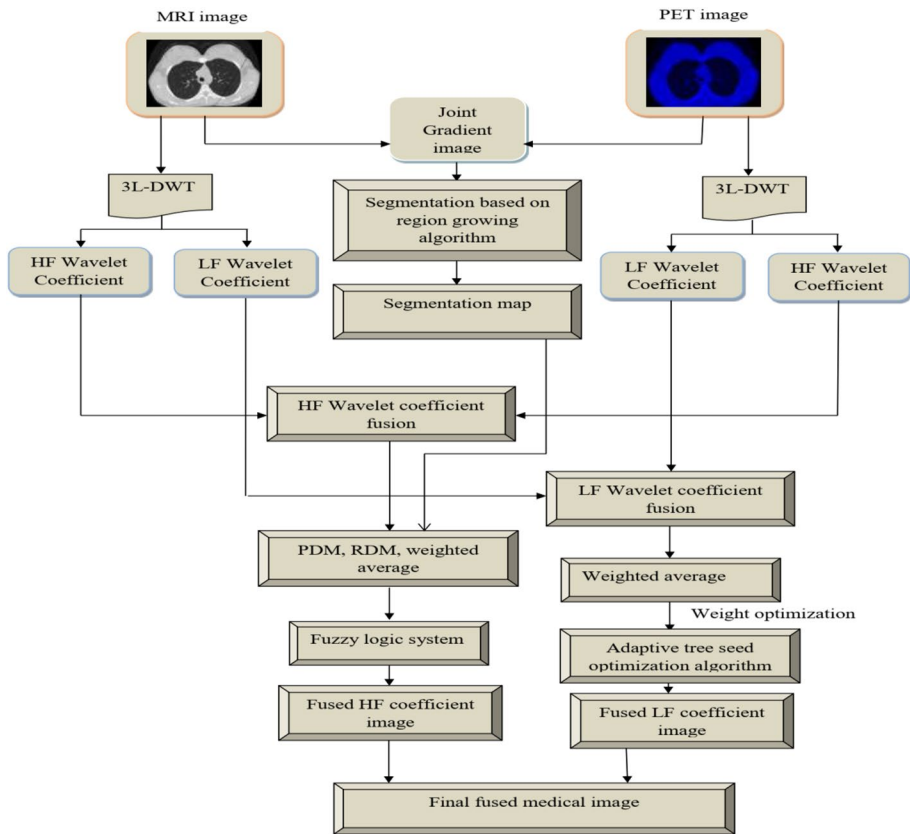 MRI image
PET image
Joint
Gradient
image
3L-DWT
3L-DWT
Segmentation based on
region growing
algorithm
HF Wavelet
Coefficient
LF Wavelet
Coefficient
LF Wavelet
Coefficient
HF Wavelet
Coefficient
Segmentation map
HF Wavelet coefficient
fusion
LF Wavelet coefficient
fusion
PDM, RDM, weighted
average
Weighted average
Weight optimization
Fuzzy logic system
Adaptive tree seed
optimization algorithm
Fused HF coefficient
image
Fused LF coefficient
image
Final fused medical image